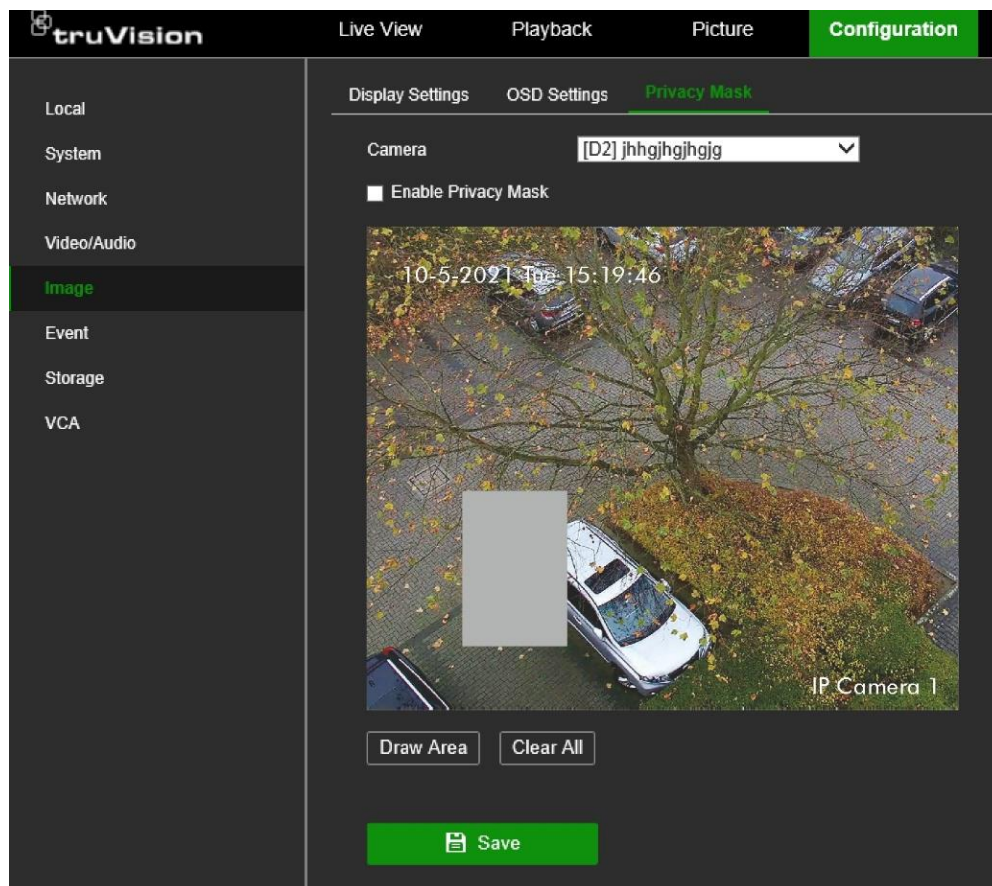 truVision Live View Playback Picture Configuration
Display Settings OSD Settings Privacy Mask
Local
System
Network
Video/Audio
Image
Event
Storage
VCA
Camera [D2] jhhgjhgjhgjg
Enable Privacy Mask
10-5-2021 Tue 15:19:46
IP Camera 1
Draw Area Clear All
Save